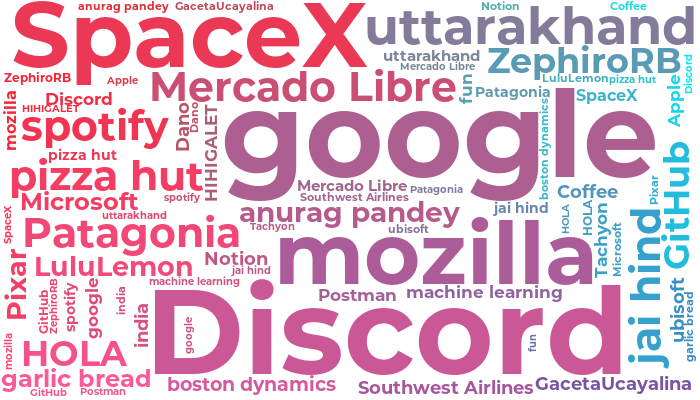 anurag pandey
GacetaUcayalina
Notion
Coffee
SpaceX
uttarakhand
uttarakhand
Mercado Libre
ZephiroRB
Discord
ZephiroRB
Apple
Mercado Libre
fun
LuluLemon
pizza hut
Patagonia
SpaceX
Apple
mozilla
Discord
HIHIGALET
spotify
Dano
Dano
HIHIGALET
google
boston dynamics
pizza hut
pizza hut
Microsoft
spotify
Mercado Libre
Southwest Airlines
Patagonia
Coffee
Pixar
GitHub
uttarakhand
SpaceX
anurag pandey
jai hind
HOLA
HOLA
Tachyon
Microsoft
jai hind
Patagonia
Tachyon
ubisoft
mozilla
Notion
jai hind
LuluLemon
Pixar
machine learning
GitHub
ZephiroRB
spotify
google
india
india
Discord
google
Postman
machine learning
fun
ubisoft
garlic bread
mozilla
HOLA
garlic bread
GitHub
Postman
boston dynamics
Southwest Airlines
GacetaUcayalina